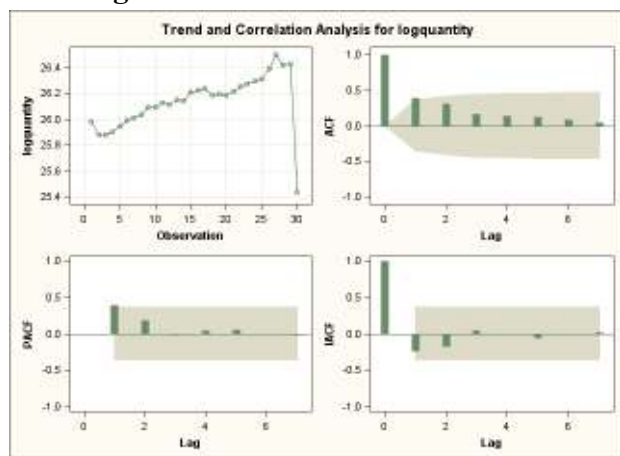 Trend and Correlation Analysis for logquantity
logquantity
26.4
26.2
26.0
25.8
25.6
25.4
0 5 10 15 20 25 30
Observation
ACF
1.0
0.5
0.0
-0.5
-1.0
0 2 4 6
Lag
PACF
1.0
0.5
0.0
-0.5
-1.0
0 2 4 6
Lag
IACF
1.0
0.5
0.0
-0.5
-1.0
0 2 4 6
Lag